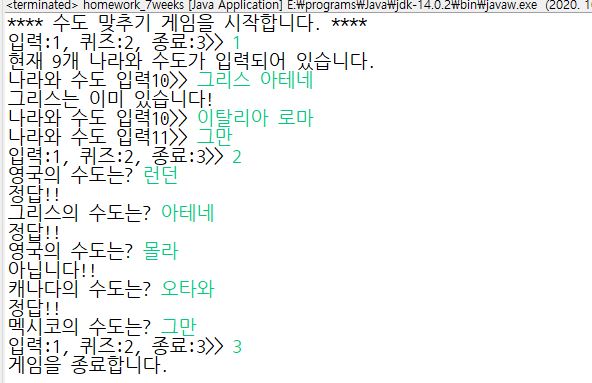 <terminated> homework_7weeks [Java Application] E:\programs\Java\jdk-14.0.2\bin\javaw.exe (2020. 10
**** 수도 맞추기 게임을 시작합니다. ****
입력:1, 퀴즈:2, 종료:3>> 1
현재 9개 나라와 수도가 입력되어 있습니다.
나라와 수도 입력10>> 그리스 아테네
그리스는 이미 있습니다!
나라와 수도 입력10>> 이탈리아 로마
나라와 수도 입력11>> 그만
입력:1, 퀴즈:2, 종료:3>> 2
영국의 수도는? 런던
정답!!
그리스의 수도는? 아테네
정답!!
영국의 수도는? 몰라
아닙니다!!
캐나다의 수도는? 오타와
정답!!
멕시코의 수도는? 그만
입력:1, 퀴즈:2, 종료:3>> 3
게임을 종료합니다.